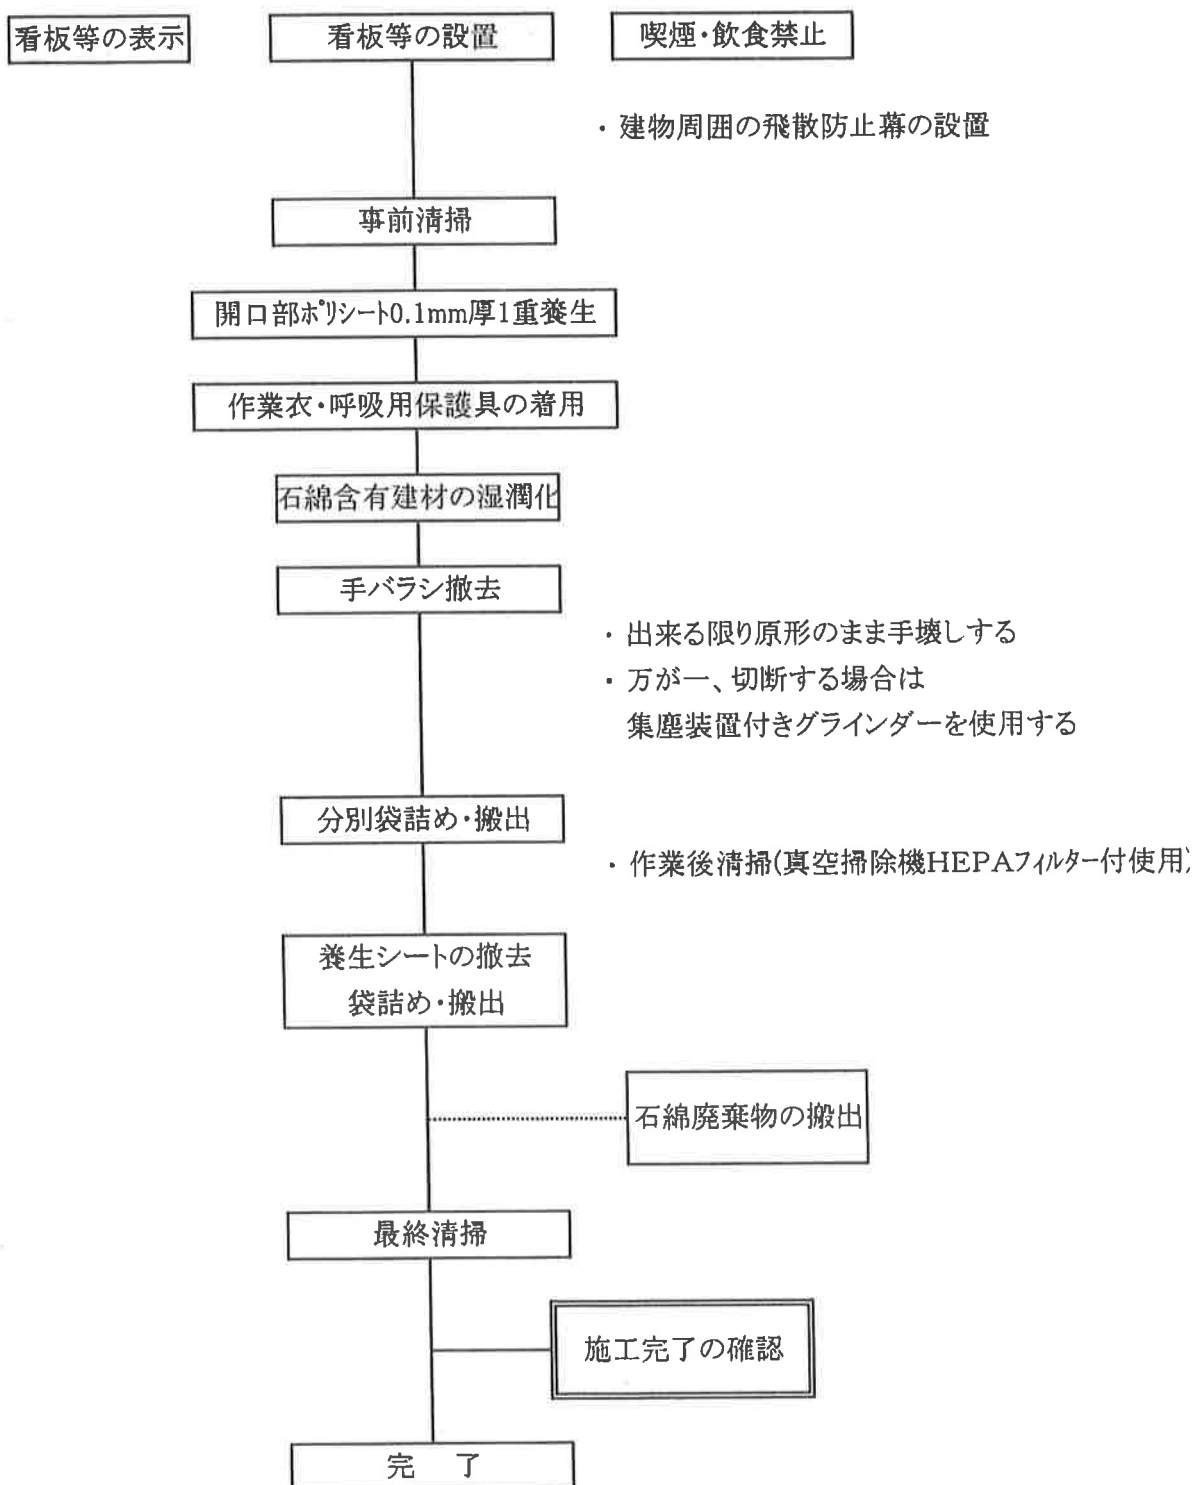 看板等の表示
看板等の設置
喫煙・飲食禁止
・建物周囲の飛散防止幕の設置
事前清掃
開口部ポリシート0.1mm厚1重養生
作業衣・呼吸用保護具の着用
石綿含有建材の湿潤化
手バラシ撤去
・出来る限り原形のまま手壊しする
・万が一、切断する場合は
集塵装置付きグラインダーを使用する
分別袋詰め・搬出
・作業後清掃(真空掃除機HEPAフィルター付使用)
養生シートの撤去
袋詰め・搬出
石綿廃棄物の搬出
最終清掃
施工完了の確認
完 了